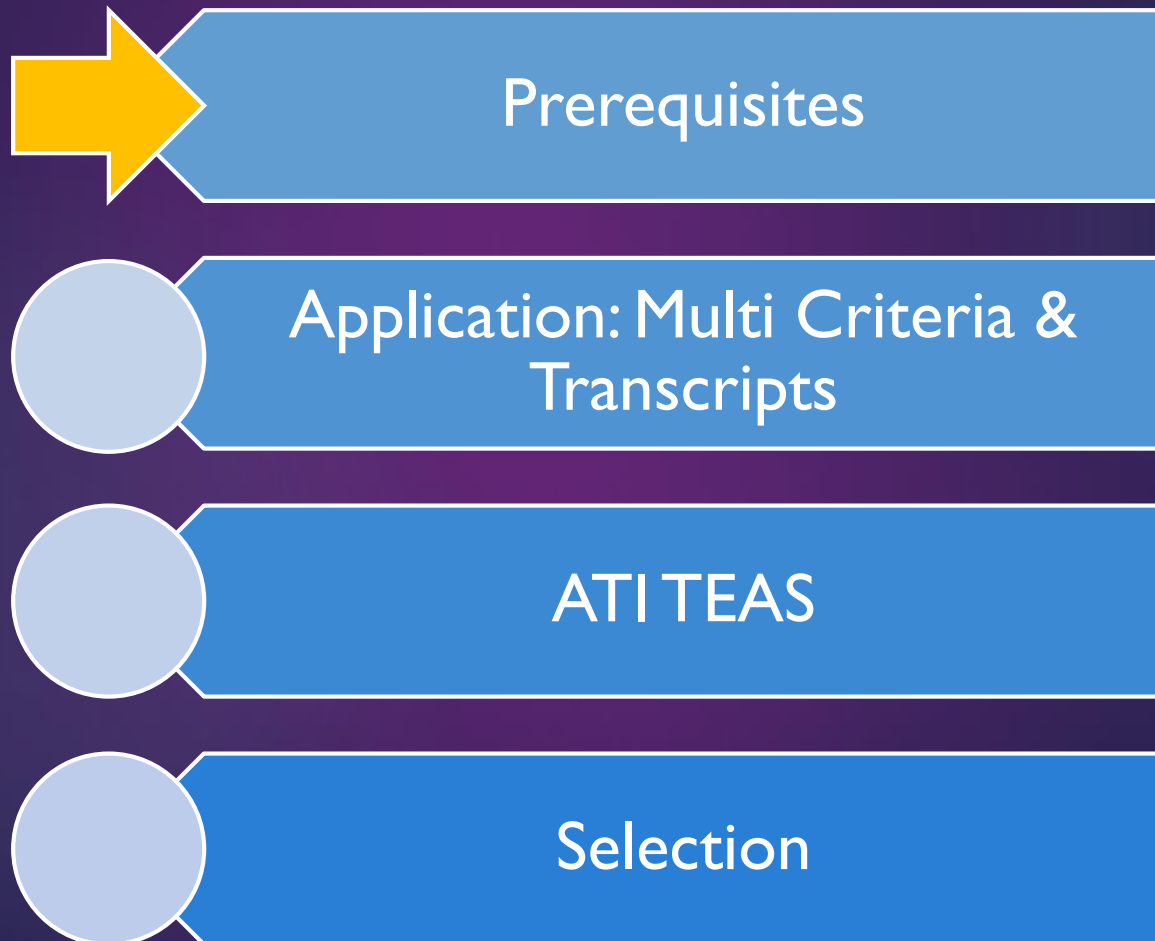 Prerequisites
Application: Multi Criteria &
Transcripts
ATI TEAS
Selection